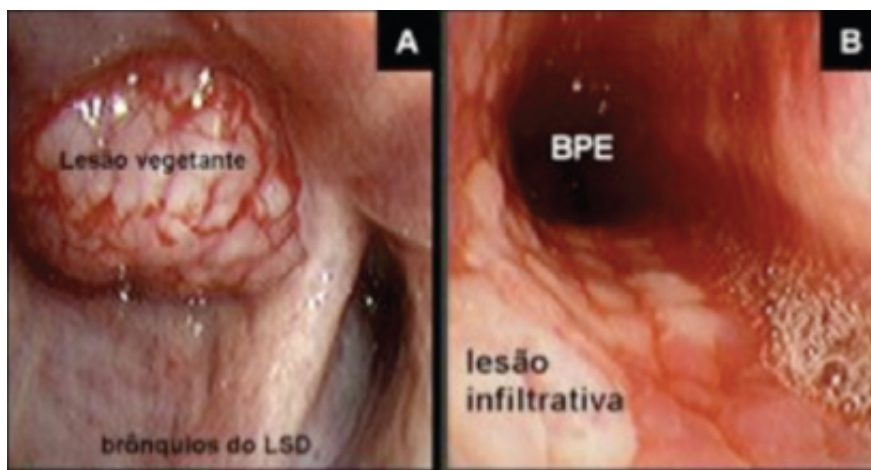 A
Lesão vegetante
brônquios do LSD
B
BPE
lesão
infiltrativa